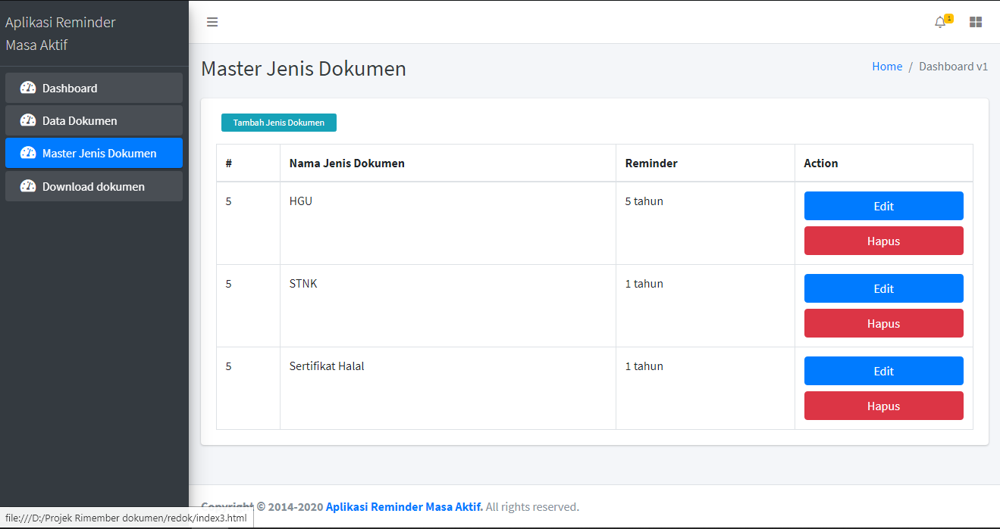 Aplikasi Reminder
Masa Aktif
1
Dashboard
Data Dokumen
Master Jenis Dokumen
Download dokumen
Master Jenis Dokumen
Home / Dashboard v1
Tambah Jenis Dokumen
# Nama Jenis Dokumen Reminder Action
5 HGU 5 tahun Edit
Hapus
5 STNK 1 tahun Edit
Hapus
5 Sertifikat Halal 1 tahun Edit
Hapus
Copyright © 2014-2020 Aplikasi Reminder Masa Aktif. All rights reserved.
file:///D:/Projek Rimember dokumen/redok/index3.html